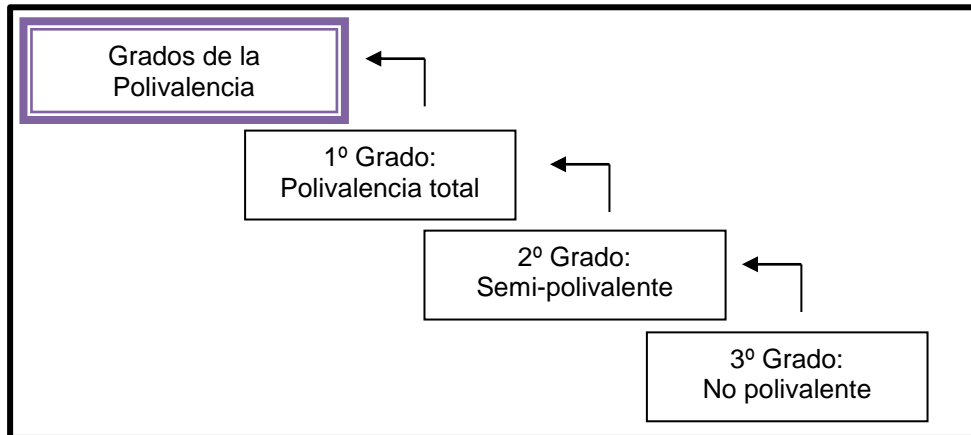 Grados de la
Polivalencia
1º Grado:
Polivalencia total
2º Grado:
Semi-polivalente
3º Grado:
No polivalente